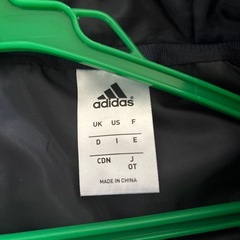 adidas
UK US F
D I E
CDN J
OT
MADE IN CHINA